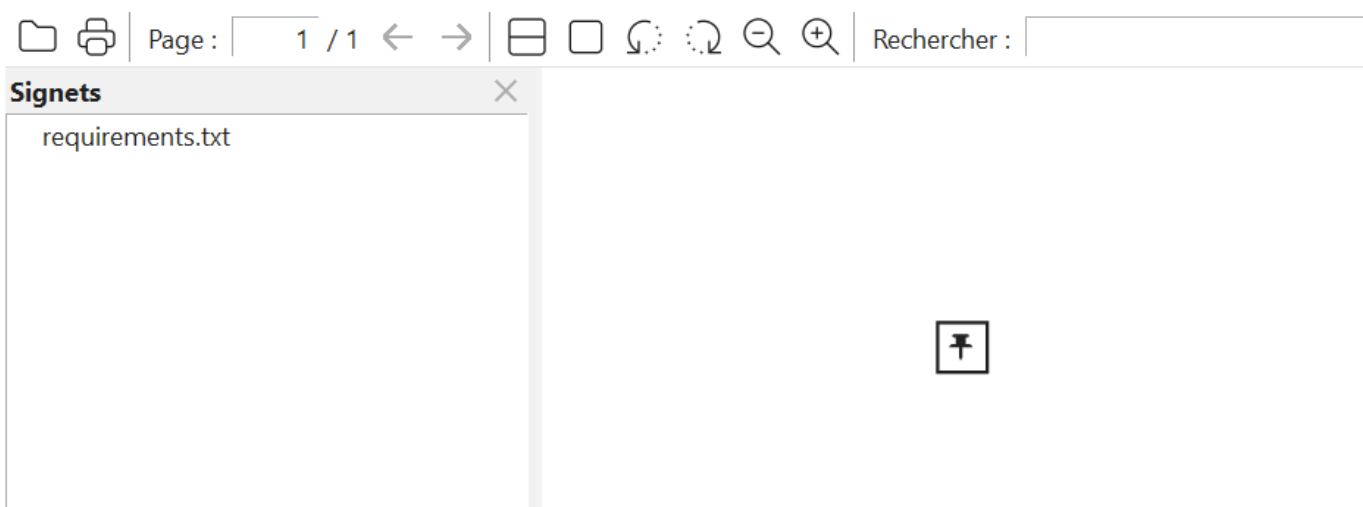 Page : 1 / 1 Rechercher :
Signets
requirements.txt